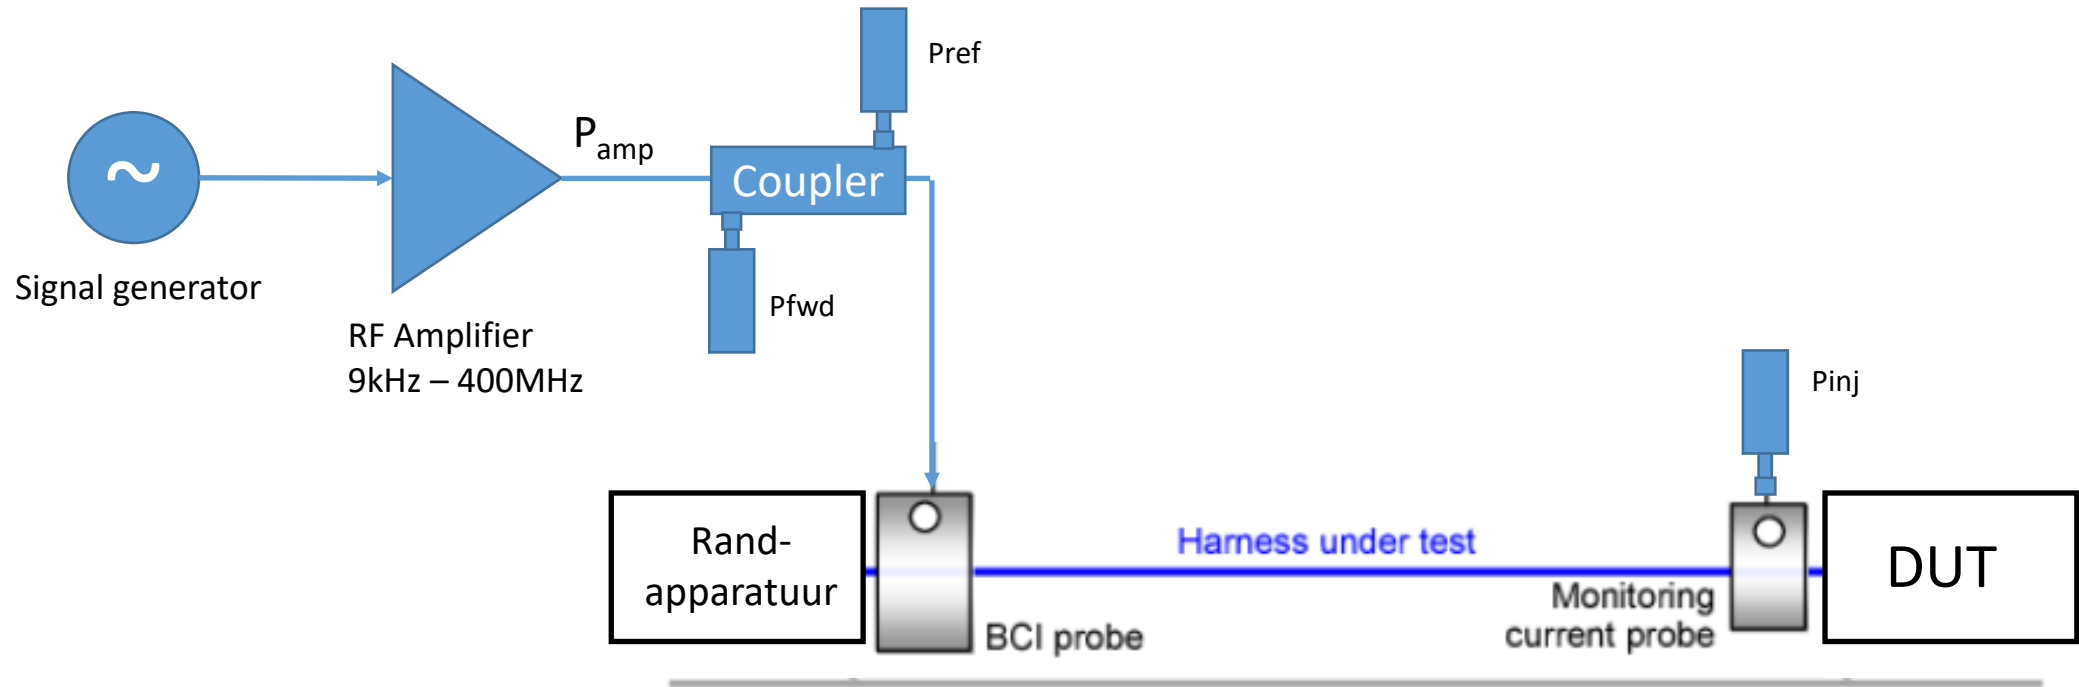 Pref
P_amp
~
Coupler
Signal generator
Pfwd
RF Amplifier
9kHz – 400MHz
Pinj
Rand-
apparatuur
Harness under test
DUT
Monitoring
current probe
BCI probe